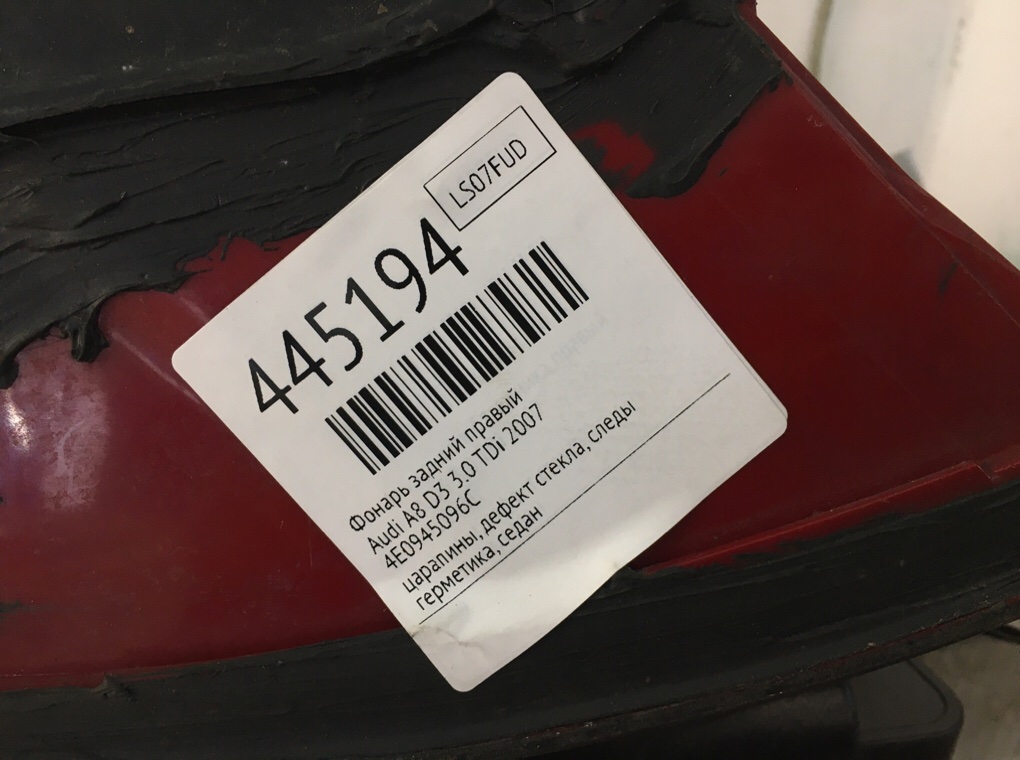 LS07FUD
445194
Фонарь задний правый
Audi A8 D3 3.0 TDi 2007
4E0945096C
царапины, дефект стекла, следы
герметика, седан